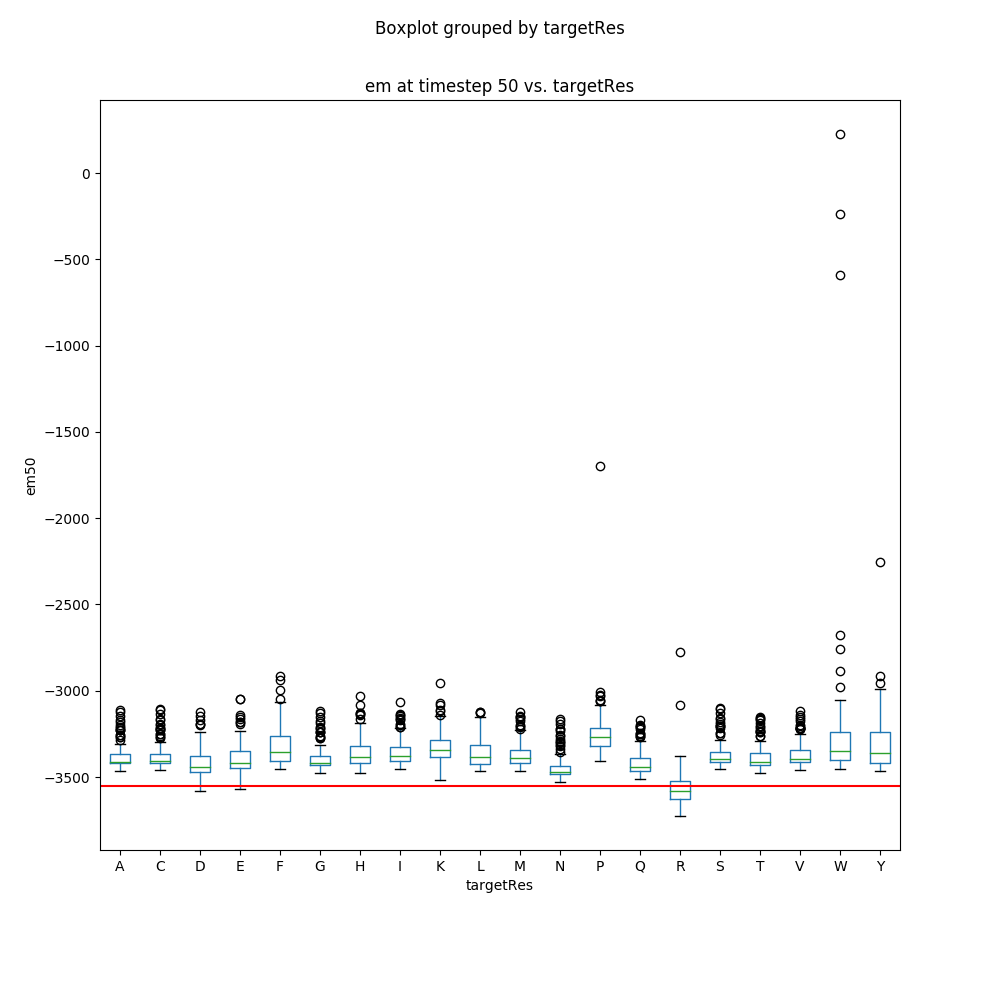 Boxplot grouped by targetRes
em at timestep 50 vs. targetRes
0
−500
−1000
−1500
−2000
−2500
−3000
−3500
em50
A C D E F G H I K L M N P Q R S T V W Y
targetRes